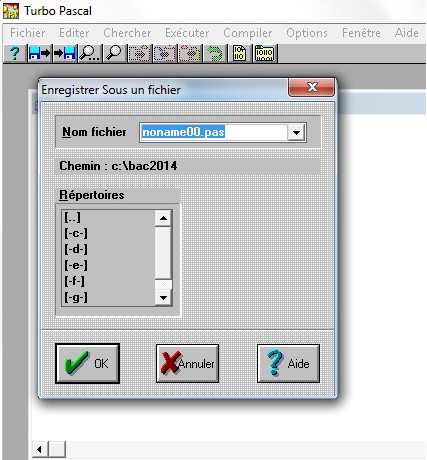 Turbo Pascal
Fichier Editer Chercher Exécuter Compiler Options Fenêtre Aide
Enregistrer Sous un fichier
Nom fichier noname00.pas
Chemin : c:\bac2014
Répertoires
[..]
[-c-]
[-d-]
[-e-]
[-f-]
[-g-]
OK Annuler Aide